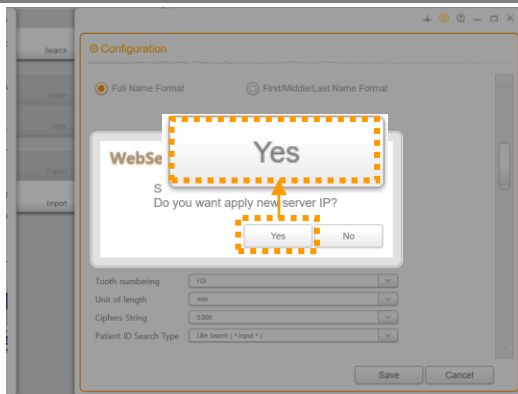 Search
Configuration
Full Name Format
First/Middle/Last Name Format
Image
Export
Import
Yes
WebSe
S
Do you want apply new server IP?
Yes
No
Tooth numbering
FDI
Unit of length
mm
Ciphers String
0.000
Patient ID Search Type
Like Search ( * Input * )
Save
Cancel